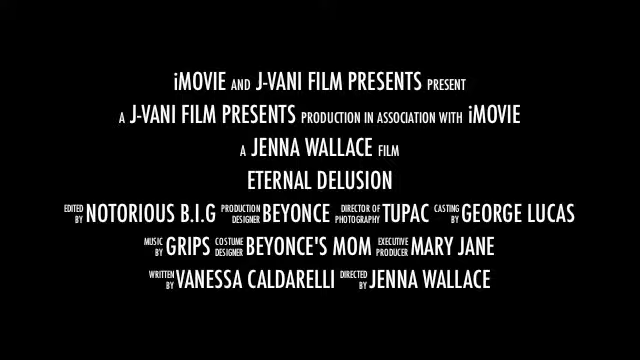 iMOVIE AND J-VANI FILM PRESENTS PRESENT
A J-VANI FILM PRESENTS PRODUCTION IN ASSOCIATION WITH iMOVIE
A JENNA WALLACE FILM
ETERNAL DELUSION
EDITED BY NOTORIOUS B.I.G PRODUCTION DESIGNER BEYONCE DIRECTOR OF PHOTOGRAPHY TUPAC CASTING BY GEORGE LUCAS
MUSIC BY GRIPS COSTUME DESIGNER BEYONCE'S MOM EXECUTIVE PRODUCER MARY JANE
WRITTEN BY VANESSA CALDARELLI DIRECTED BY JENNA WALLACE